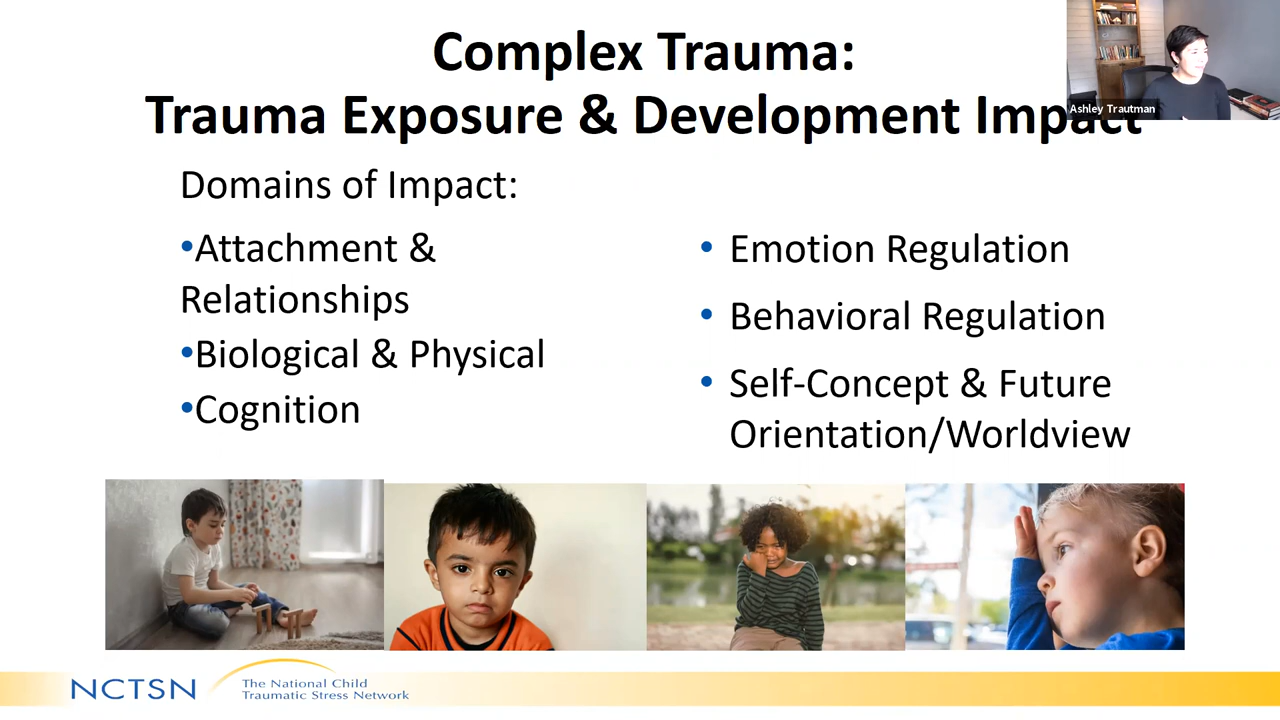 Complex Trauma:
Trauma Exposure & Development Impact
Ashley Trautman
Domains of Impact:
•Attachment &
Relationships
•Biological & Physical
•Cognition
• Emotion Regulation
• Behavioral Regulation
• Self-Concept & Future
Orientation/Worldview
NCTSN
The National Child
Traumatic Stress Network